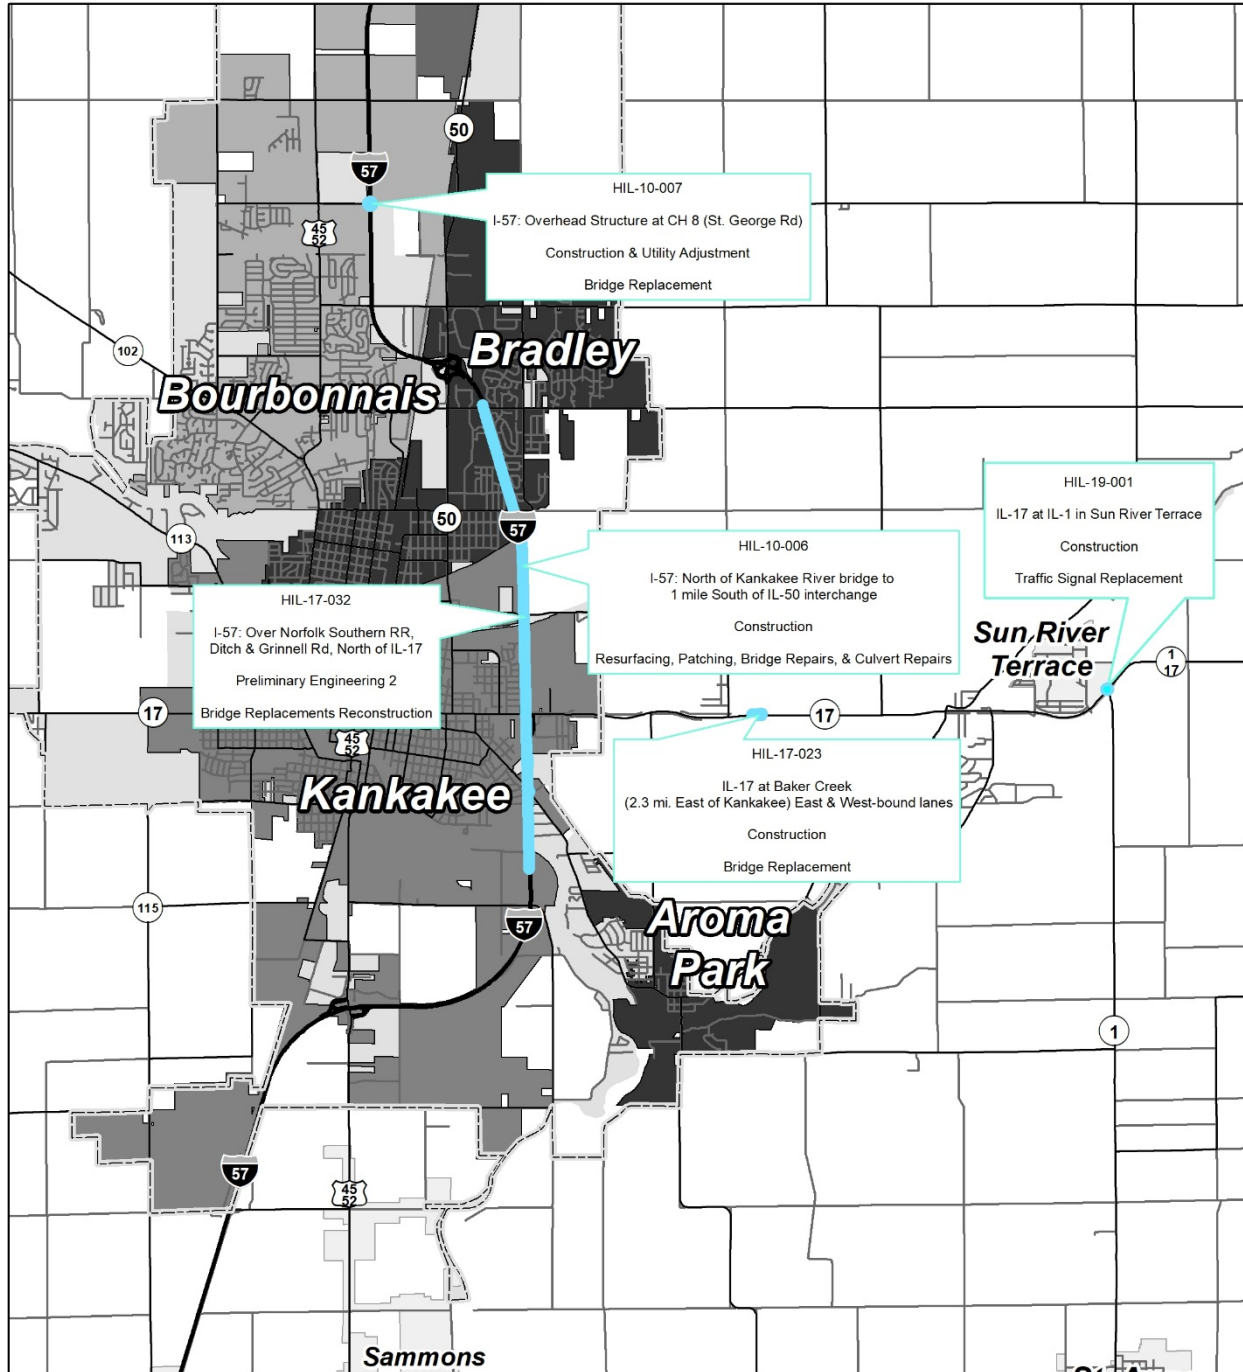 50
57
HIL-10-007
I-57: Overhead Structure at CH 8 (St. George Rd)
Construction & Utility Adjustment
Bridge Replacement
45
52
102
Bradley
Bourbonnais
HIL-19-001
IL-17 at IL-1 in Sun River Terrace
Construction
Traffic Signal Replacement
50
57
113
HIL-10-006
I-57: North of Kankakee River bridge to
1 mile South of IL-50 interchange
Construction
Resurfacing, Patching, Bridge Repairs, & Culvert Repairs
HIL-17-032
I-57: Over Norfolk Southern RR,
Ditch & Grinnell Rd, North of IL-17
Preliminary Engineering 2
Bridge Replacements Reconstruction
Sun River
Terrace
1
17
17
17
45
52
HIL-17-023
IL-17 at Baker Creek
(2.3 mi. East of Kankakee) East & West-bound lanes
Construction
Bridge Replacement
Kankakee
115
57
Aroma
Park
1
57
45
52
Sammons